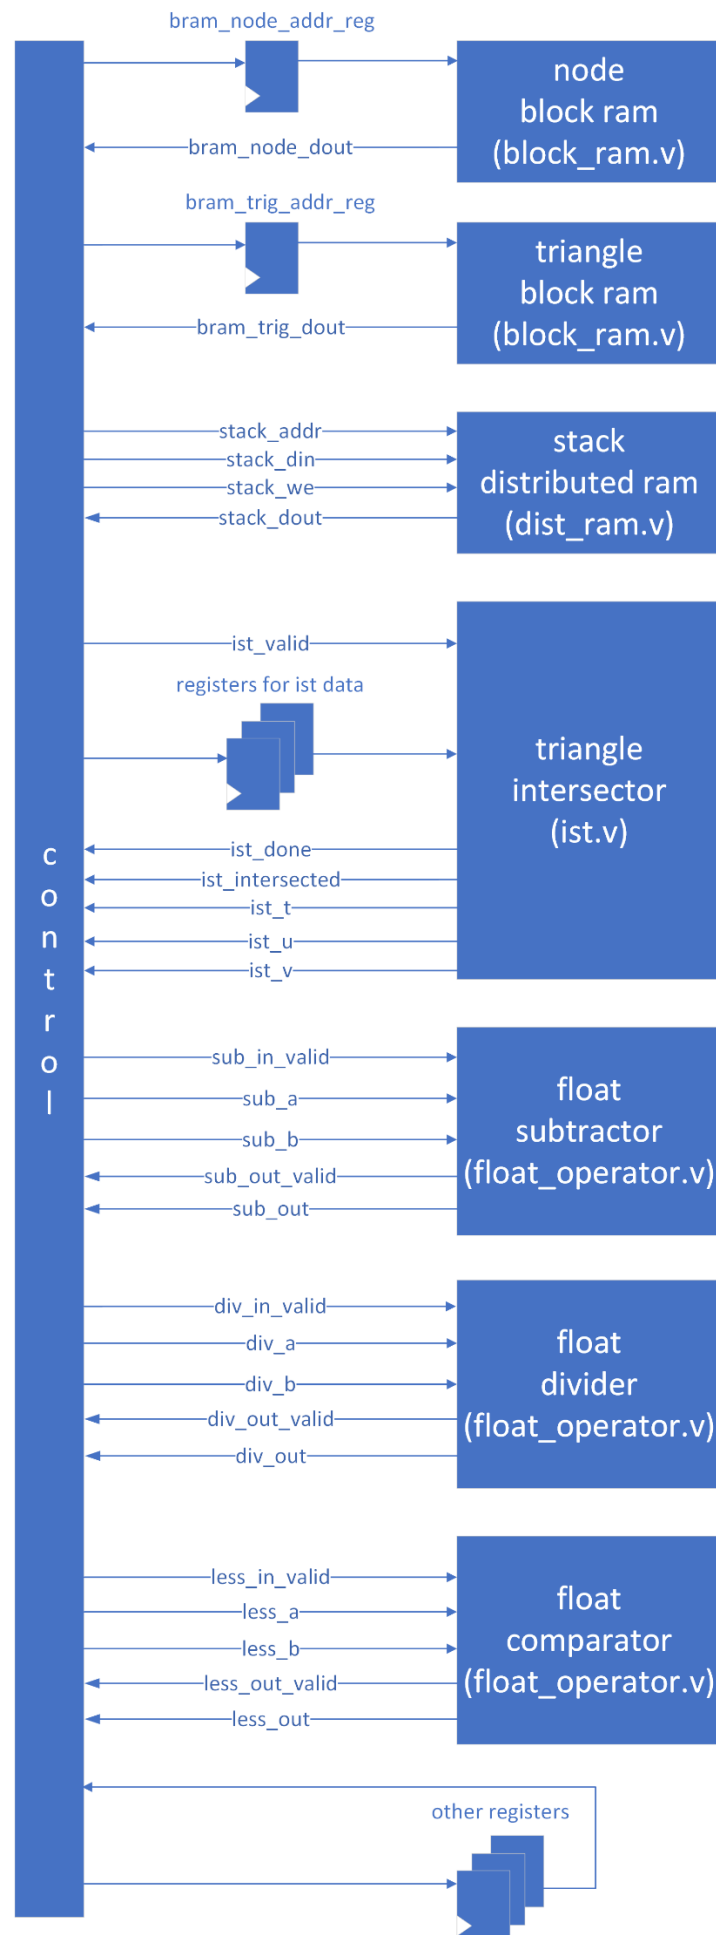 bram_node_addr_reg
node
block ram
(block_ram.v)
bram_node_dout
bram_trig_addr_reg
triangle
block ram
(block_ram.v)
bram_trig_dout
stack_addr
stack_din
stack_we
stack_dout
stack
distributed ram
(dist_ram.v)
ist_valid
registers for ist data
triangle
intersector
(ist.v)
ist_done
ist_intersected
ist_t
ist_u
ist_v
control
sub_in_valid
sub_a
sub_b
sub_out_valid
sub_out
float
subtractor
(float_operator.v)
div_in_valid
div_a
div_b
div_out_valid
div_out
float
divider
(float_operator.v)
less_in_valid
less_a
less_b
less_out_valid
less_out
float
comparator
(float_operator.v)
other registers